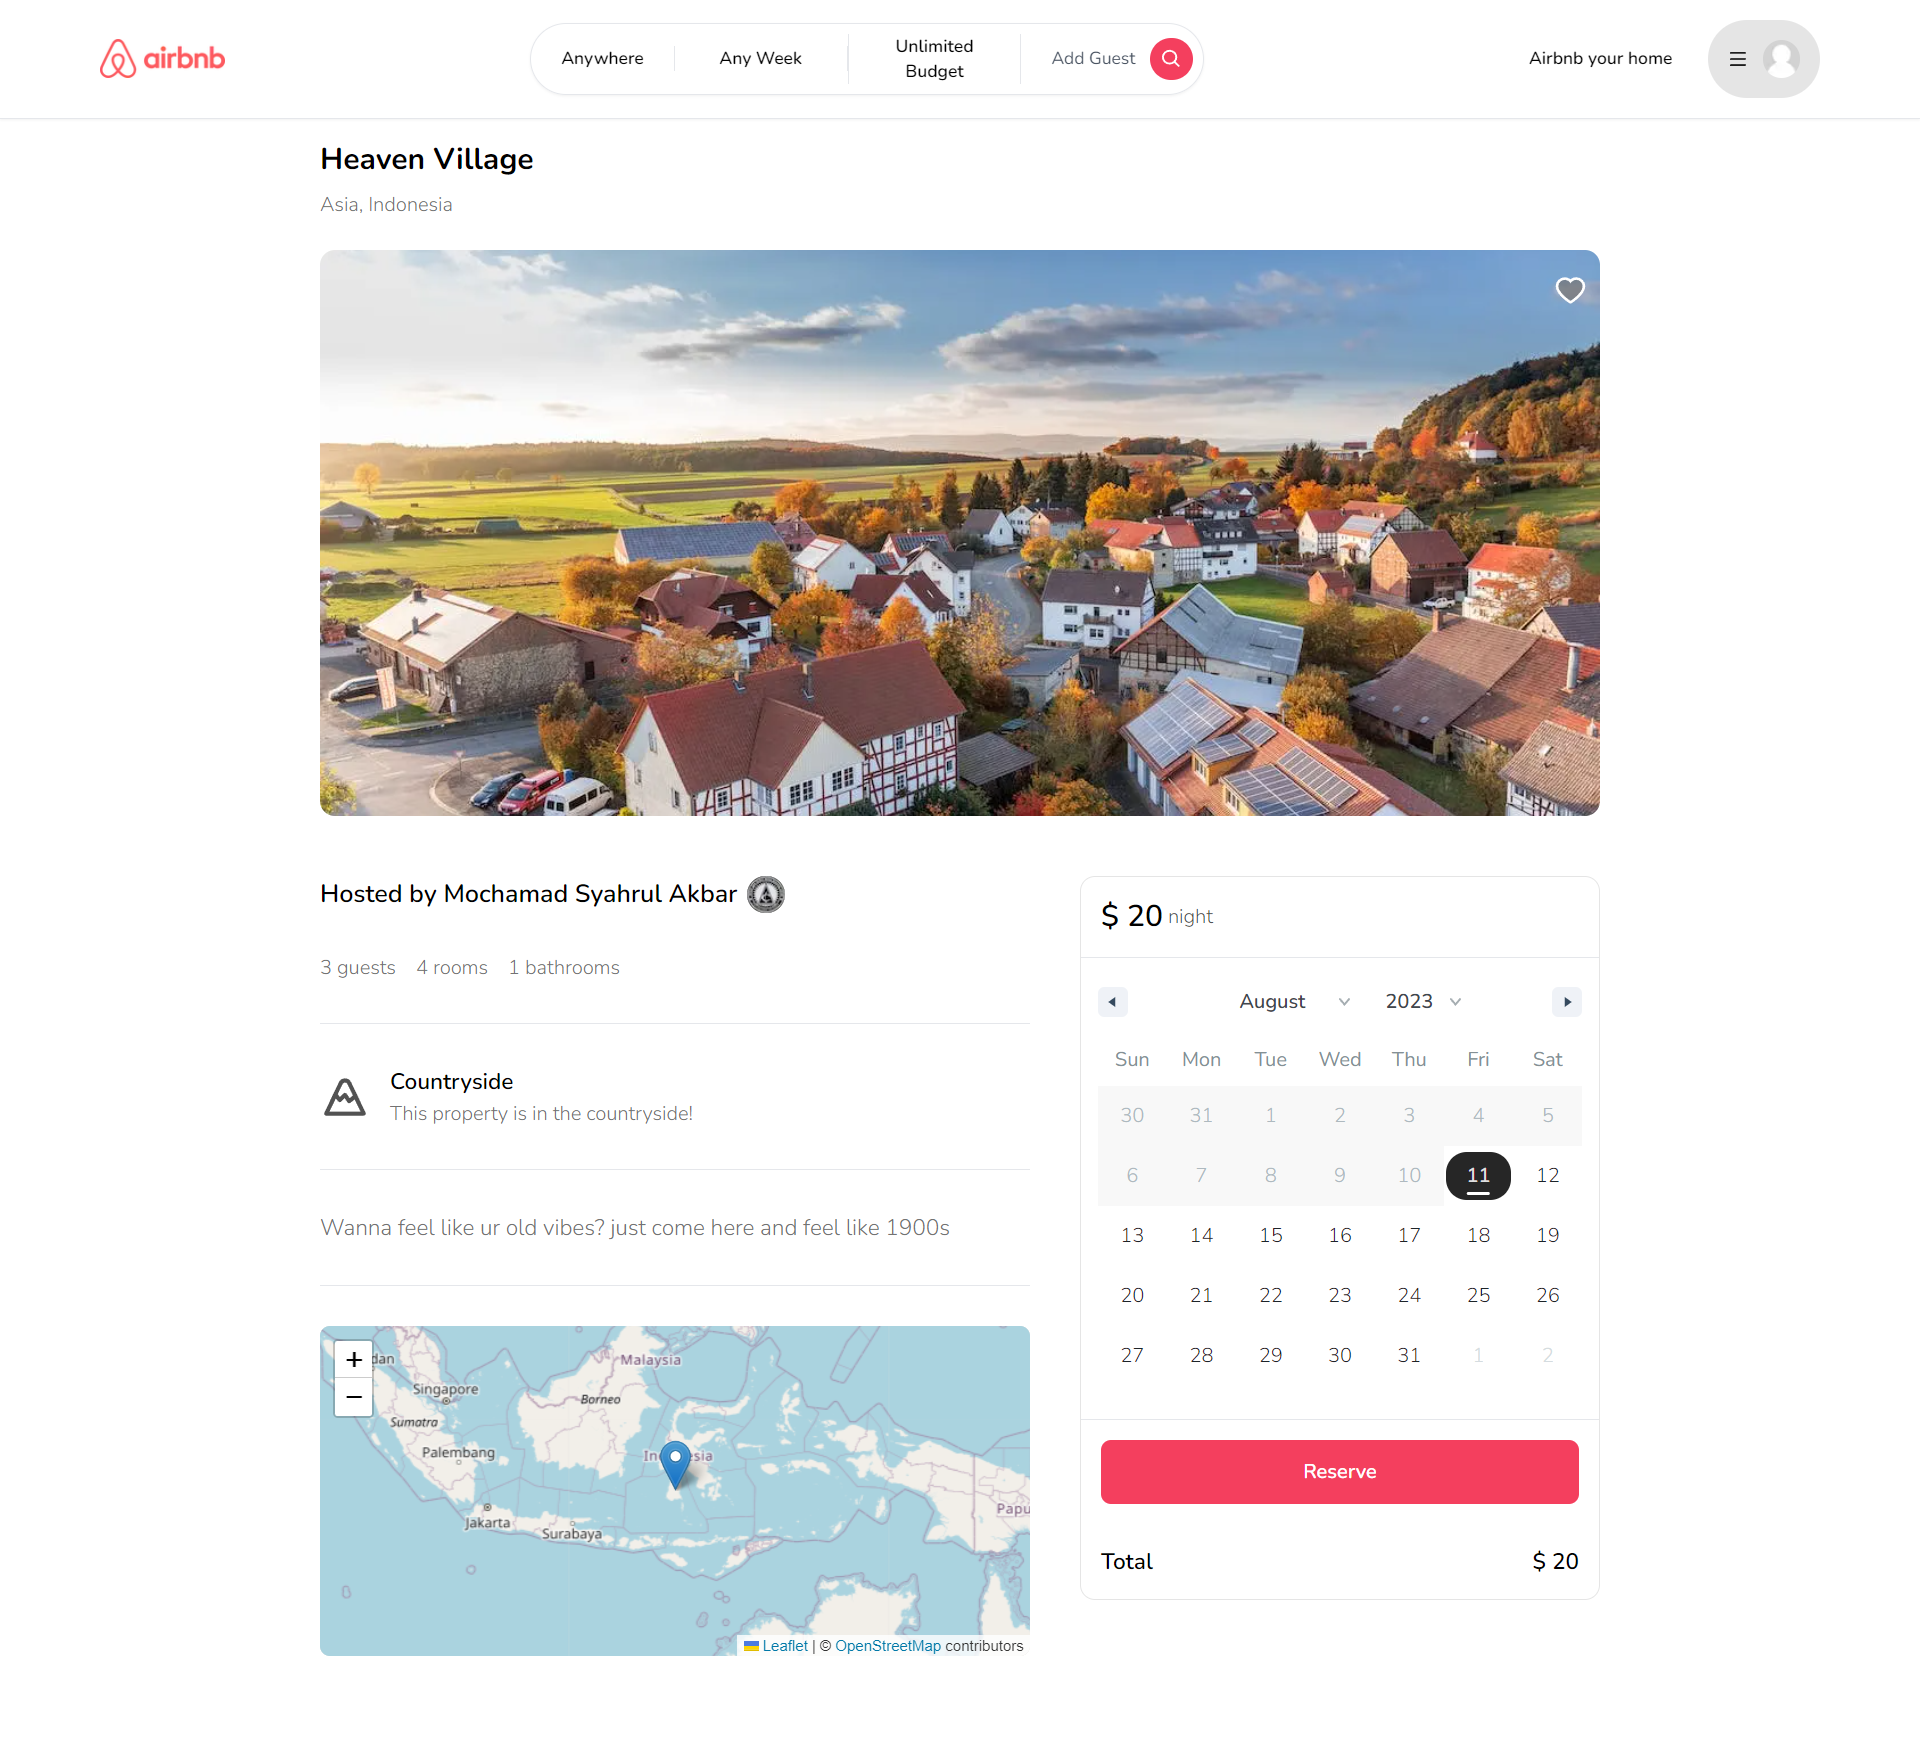 airbnb
Anywhere
Any Week
Unlimited
Budget
Add Guest
Airbnb your home
Heaven Village
Asia, Indonesia
Hosted by Mochamad Syahrul Akbar
3 guests 4 rooms 1 bathrooms
Countryside
This property is in the countryside!
Wanna feel like ur old vibes? just come here and feel like 1900s
+
−
dan
Malaysia
Singapore
Borneo
Sumatra
Palembang
Papu
Jakarta
Surabaya
Leaflet | © OpenStreetMap contributors
$ 20 night
August 2023
Sun Mon Tue Wed Thu Fri Sat
30 31 1 2 3 4 5
6 7 8 9 10 11 12
13 14 15 16 17 18 19
20 21 22 23 24 25 26
27 28 29 30 31 1 2
Reserve
Total $ 20